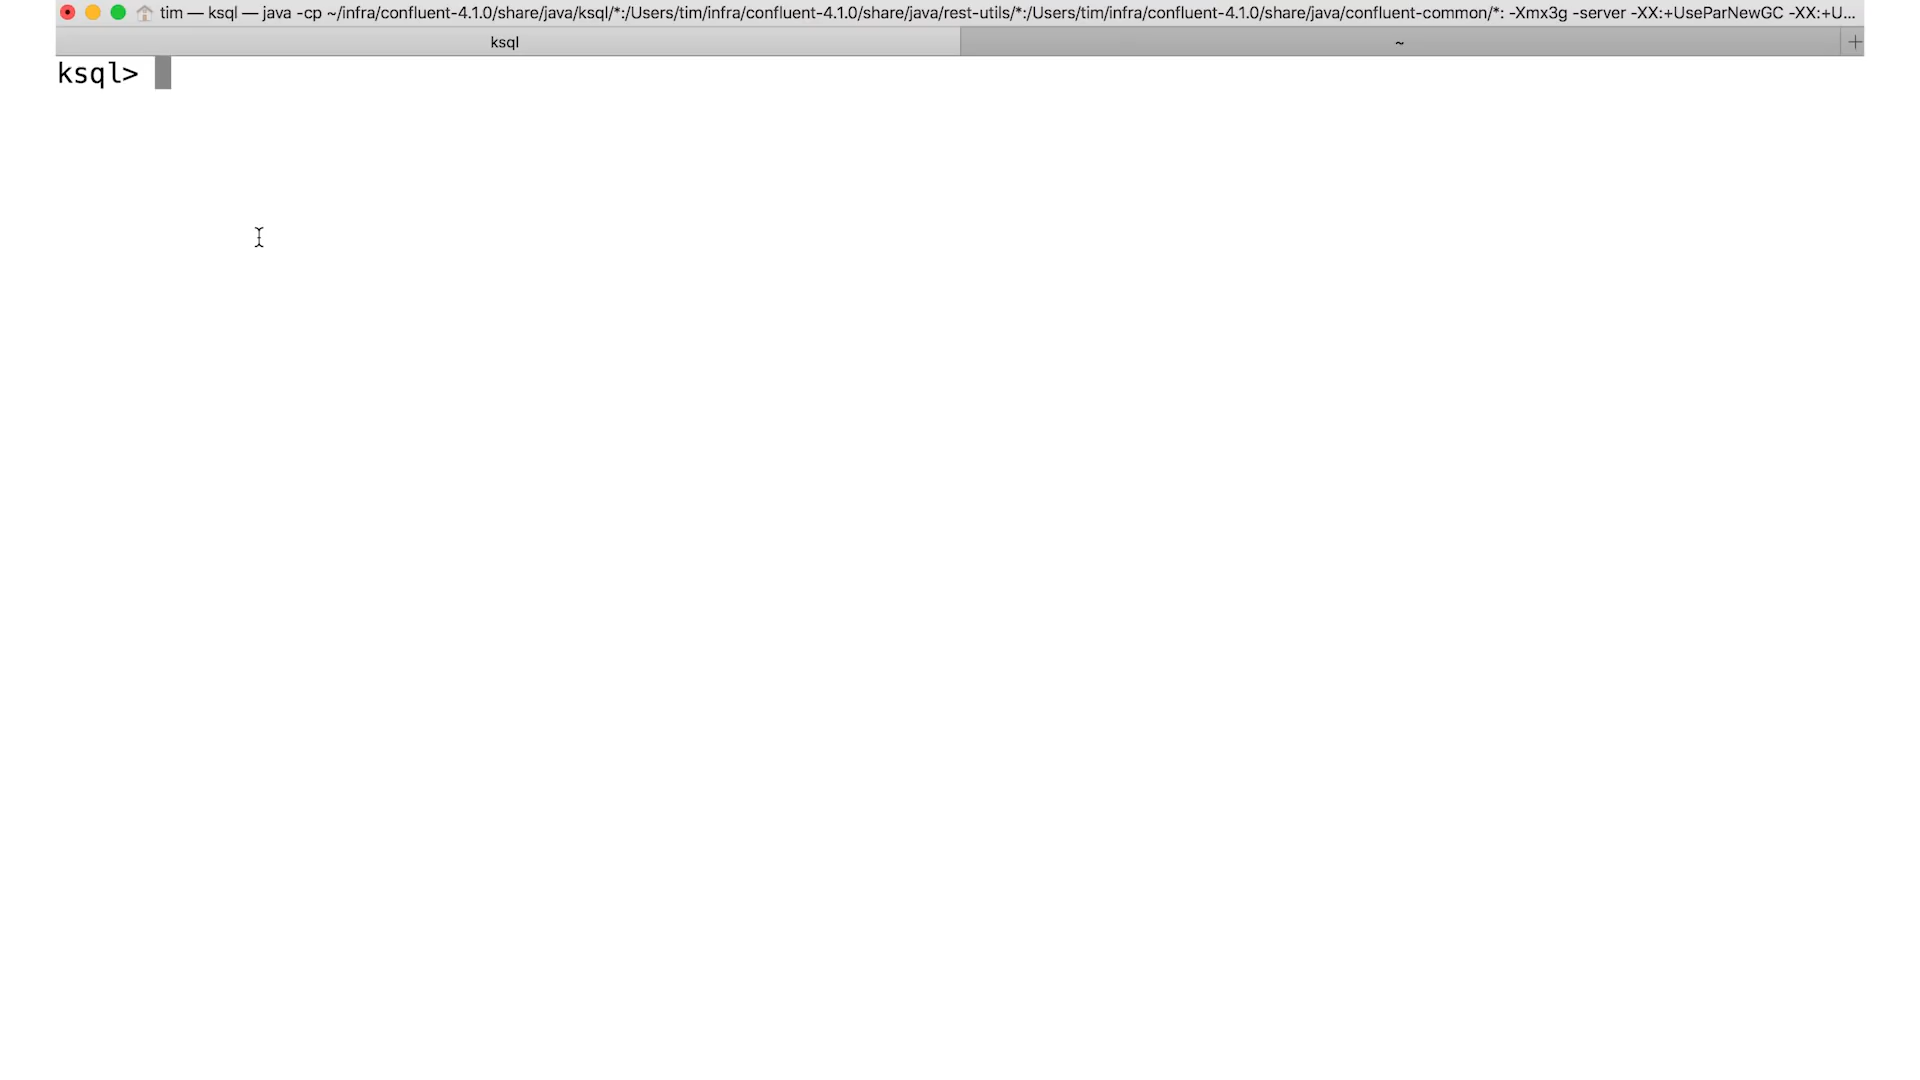 tim — ksql — java -cp ~/infra/confluent-4.1.0/share/java/ksql/*:/Users/tim/infra/confluent-4.1.0/share/java/rest-utils/*:/Users/tim/infra/confluent-4.1.0/share/java/confluent-common/*: -Xmx3g -server -XX:+UseParNewGC -XX:+U...
ksql ~ +
ksql>